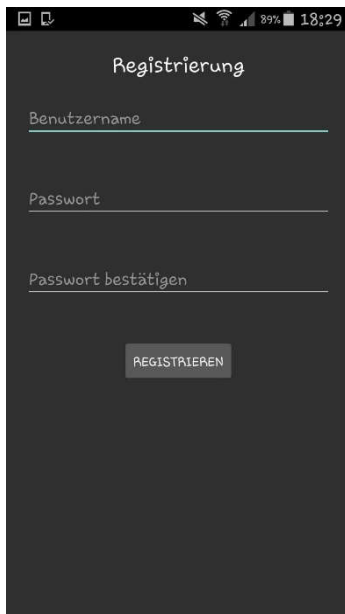 89% 18:29
Registrierung
Benutzername
Passwort
Passwort bestätigen
REGISTRIEREN